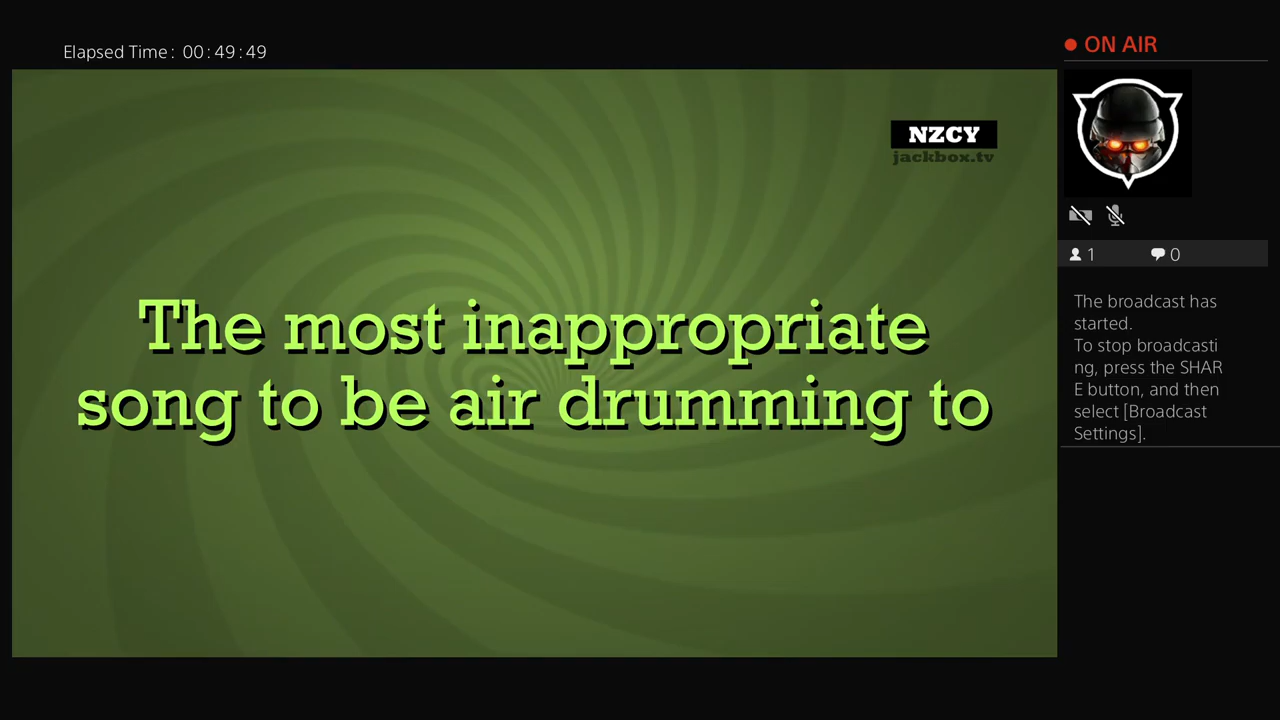 Elapsed Time: 00:49:49
ON AIR
NZCY
jackbox.tv
1
0
The most inappropriate
song to be air drumming to
The broadcast has
started.
To stop broadcasti
ng, press the SHAR
E button, and then
select [Broadcast
Settings].